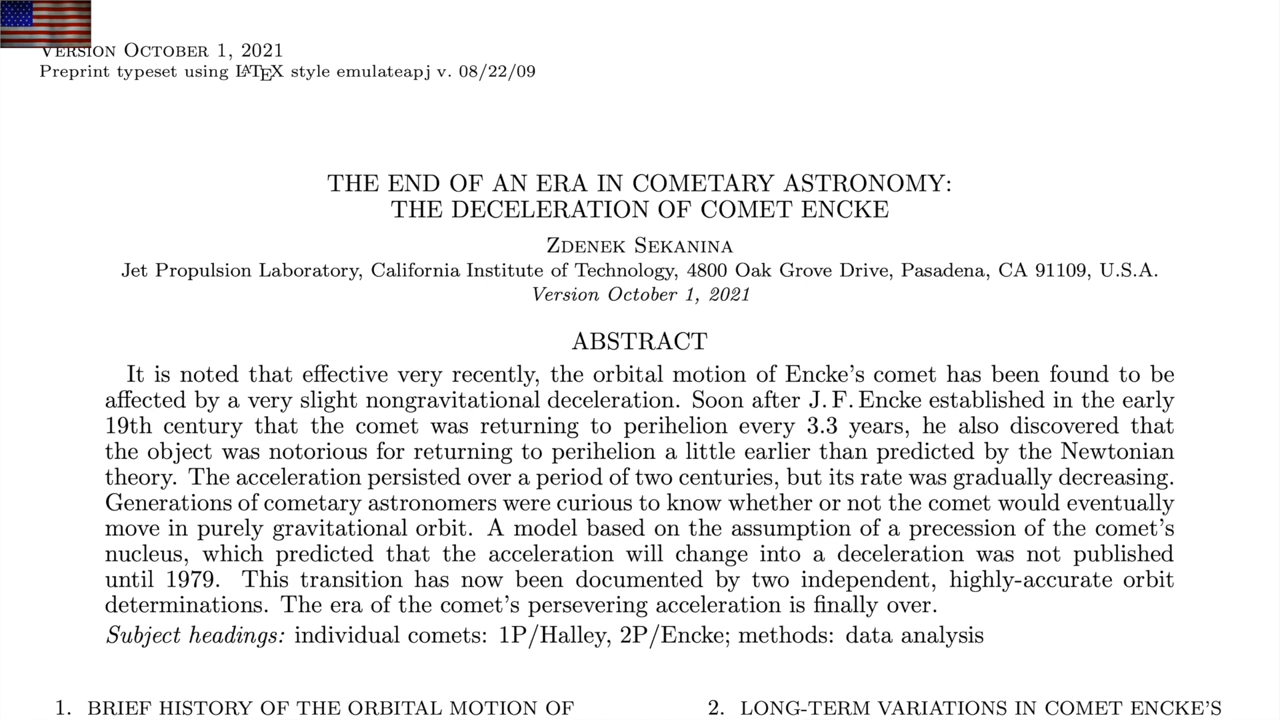 VERSION OCTOBER 1, 2021
Preprint typeset using LATEX style emulateapj v. 08/22/09
THE END OF AN ERA IN COMETARY ASTRONOMY:
THE DECELERATION OF COMET ENCKE
ZDENEK SEKANINA
Jet Propulsion Laboratory, California Institute of Technology, 4800 Oak Grove Drive, Pasadena, CA 91109, U.S.A.
Version October 1, 2021
ABSTRACT
It is noted that effective very recently, the orbital motion of Encke's comet has been found to be
affected by a very slight nongravitational deceleration. Soon after J. F. Encke established in the early
19th century that the comet was returning to perihelion every 3.3 years, he also discovered that
the object was notorious for returning to perihelion a little earlier than predicted by the Newtonian
theory. The acceleration persisted over a period of two centuries, but its rate was gradually decreasing.
Generations of cometary astronomers were curious to know whether or not the comet would eventually
move in purely gravitational orbit. A model based on the assumption of a precession of the comet's
nucleus, which predicted that the acceleration will change into a deceleration was not published
until 1979. This transition has now been documented by two independent, highly-accurate orbit
determinations. The era of the comet's persevering acceleration is finally over.
Subject headings: individual comets: 1P/Halley, 2P/Encke; methods: data analysis
1. BRIEF HISTORY OF THE ORBITAL MOTION OF
2. LONG-TERM VARIATIONS IN COMET ENCKE'S